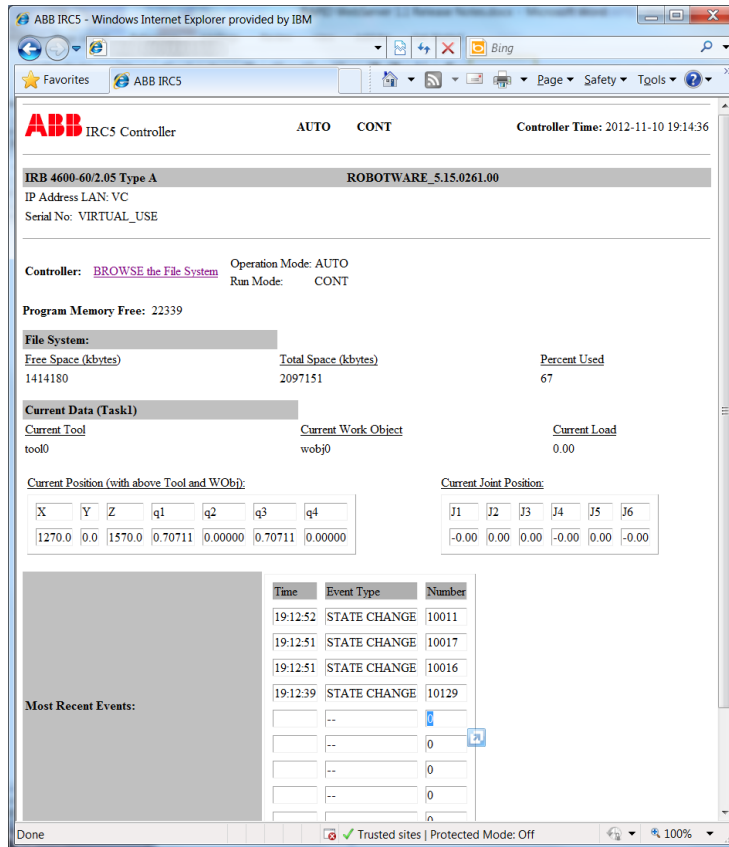 ABB IRC5 - Windows Internet Explorer provided by IBM
Bing
Favorites ABB IRC5 Page Safety Tools
ABB IRC5 Controller AUTO CONT Controller Time: 2012-11-10 19:14:36
IRB 4600-60/2.05 Type A ROBOTWARE_5.15.0261.00
IP Address LAN: VC
Serial No: VIRTUAL_USE
Controller: BROWSE the File System Operation Mode: AUTO
Run Mode: CONT
Program Memory Free: 22339
File System:
Free Space (kbytes) Total Space (kbytes) Percent Used
1414180 2097151 67
Current Data (Task1)
Current Tool Current Work Object Current Load
tool0 wobj0 0.00
Current Position (with above Tool and WObj): Current Joint Position:
X Y Z q1 q2 q3 q4 J1 J2 J3 J4 J5 J6
1270.0 0.0 1570.0 0.70711 0.00000 0.70711 0.00000 -0.00 0.00 0.00 -0.00 0.00 -0.00
Time Event Type Number
19:12:52 STATE CHANGE 10011
19:12:51 STATE CHANGE 10017
19:12:51 STATE CHANGE 10016
19:12:39 STATE CHANGE 10129
Most Recent Events:
-- 0
-- 0
-- 0
-- 0
0
Done Trusted sites | Protected Mode: Off 100%